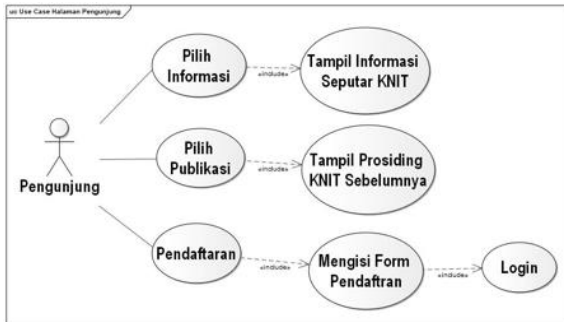 uc Use Case Halaman Pengunjung
Pilih
Informasi
«include»
Tampil Informasi
Seputar KNIT
Pengunjung
Pilih
Publikasi
«include»
Tampil Prosiding
KNIT Sebelumnya
Pendaftaran
«include»
Mengisi Form
Pendaftran
«include»
Login